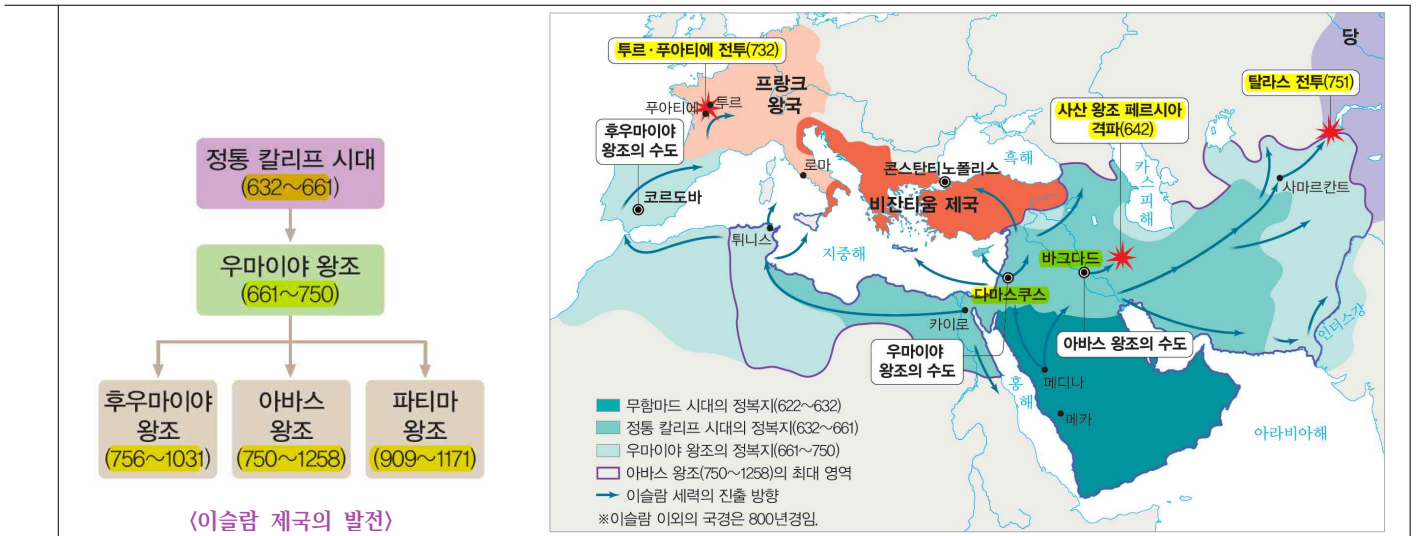 정통 칼리프 시대
(632~661)
우마이야 왕조
(661~750)
후우마이야
왕조
(756~1031)
아바스
왕조
(750~1258)
파티마
왕조
(909~1171)
〈이슬람 제국의 발전〉
투르·푸아티에 전투(732)
당
탈라스 전투(751)
프랑크
왕국
투르
푸아티에
사산 왕조 페르시아
격파(642)
후우마이야
왕조의 수도
흑해
로마
콘스탄티노폴리스
카
스
피
해
사마르칸트
코르도바
비잔티움 제국
튀니스
지중해
바크다드
다마스쿠스
카이로
인더스강
우마이야
왕조의 수도
아바스 왕조의 수도
홍
해
메디나
메카
아라비아해
무함마드 시대의 정복지(622~632)
정통 칼리프 시대의 정복지(632~661)
우마이야 왕조의 정복지(661~750)
아바스 왕조(750~1258)의 최대 영역
이슬람 세력의 진출 방향
※이슬람 이외의 국경은 800년경임.